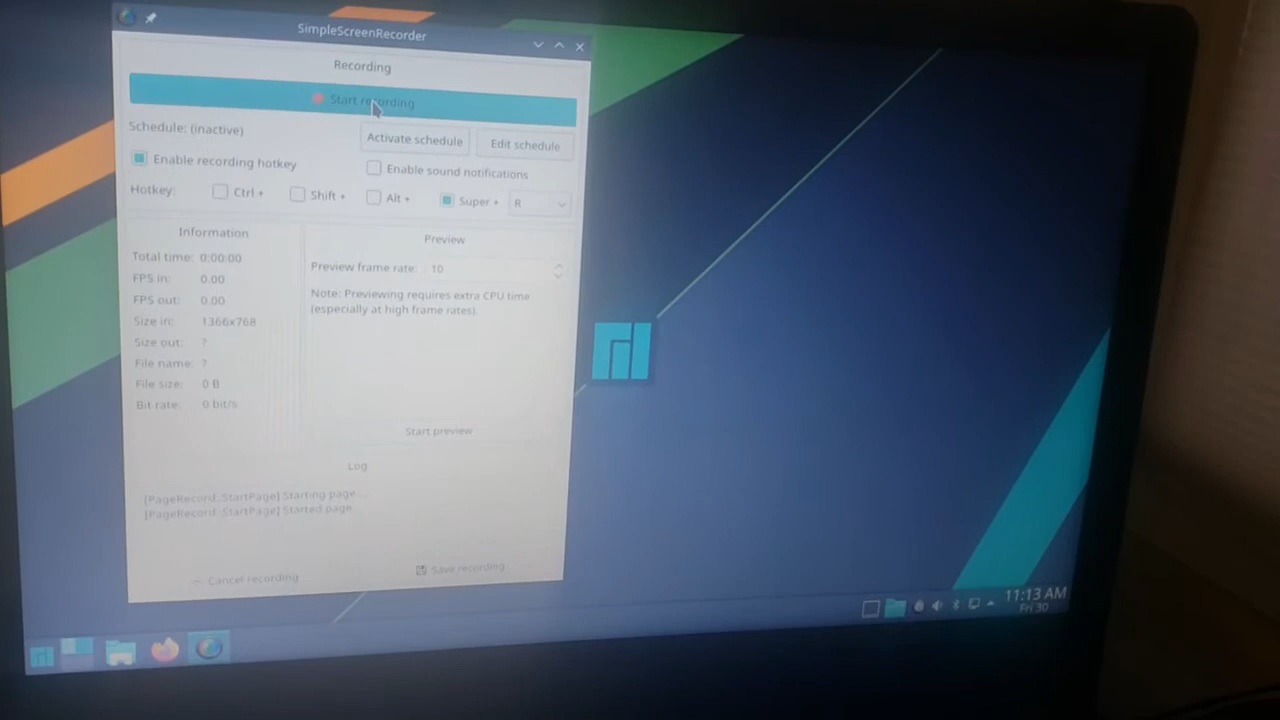 SimpleScreenRecorder
Recording
Start recording
Schedule: (inactive)
Activate schedule
Edit schedule
Enable recording hotkey
Enable sound notifications
Hotkey:
Ctrl +
Shift +
Alt +
Super +
R
Information
Total time: 0:00:00
FPS in: 0.00
FPS out: 0.00
Size in: 1366x768
Size out: ?
File name: ?
File size: 0 B
Bit rate: 0 bit/s
Preview
Preview frame rate: 10
Note: Previewing requires extra CPU time
(especially at high frame rates).
Start preview
Log
[PageRecord::StartPage] Starting page ...
[PageRecord::StartPage] Started page.
Cancel recording
Save recording
11:13 AM
Fri 30